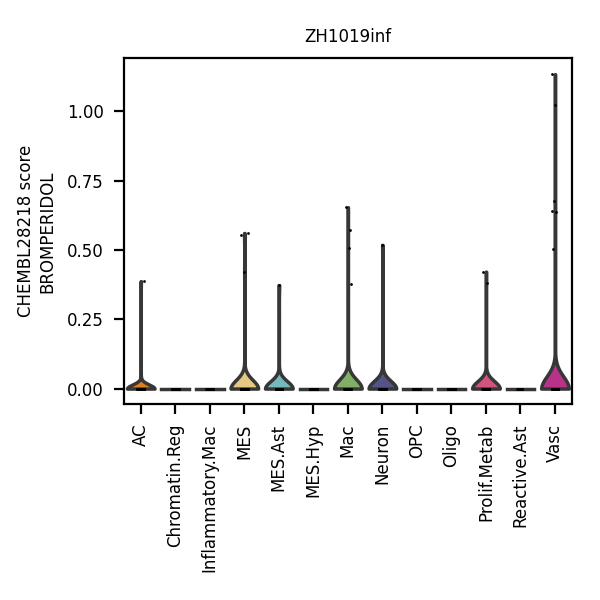 ZH1019inf
CHEMBL28218 score
BROMPERIDOL
1.00
0.75
0.50
0.25
0.00
AC
Chromatin.Reg
Inflammatory.Mac
MES
MES.Ast
MES.Hyp
Mac
Neuron
OPC
Oligo
Prolif.Metab
Reactive.Ast
Vasc